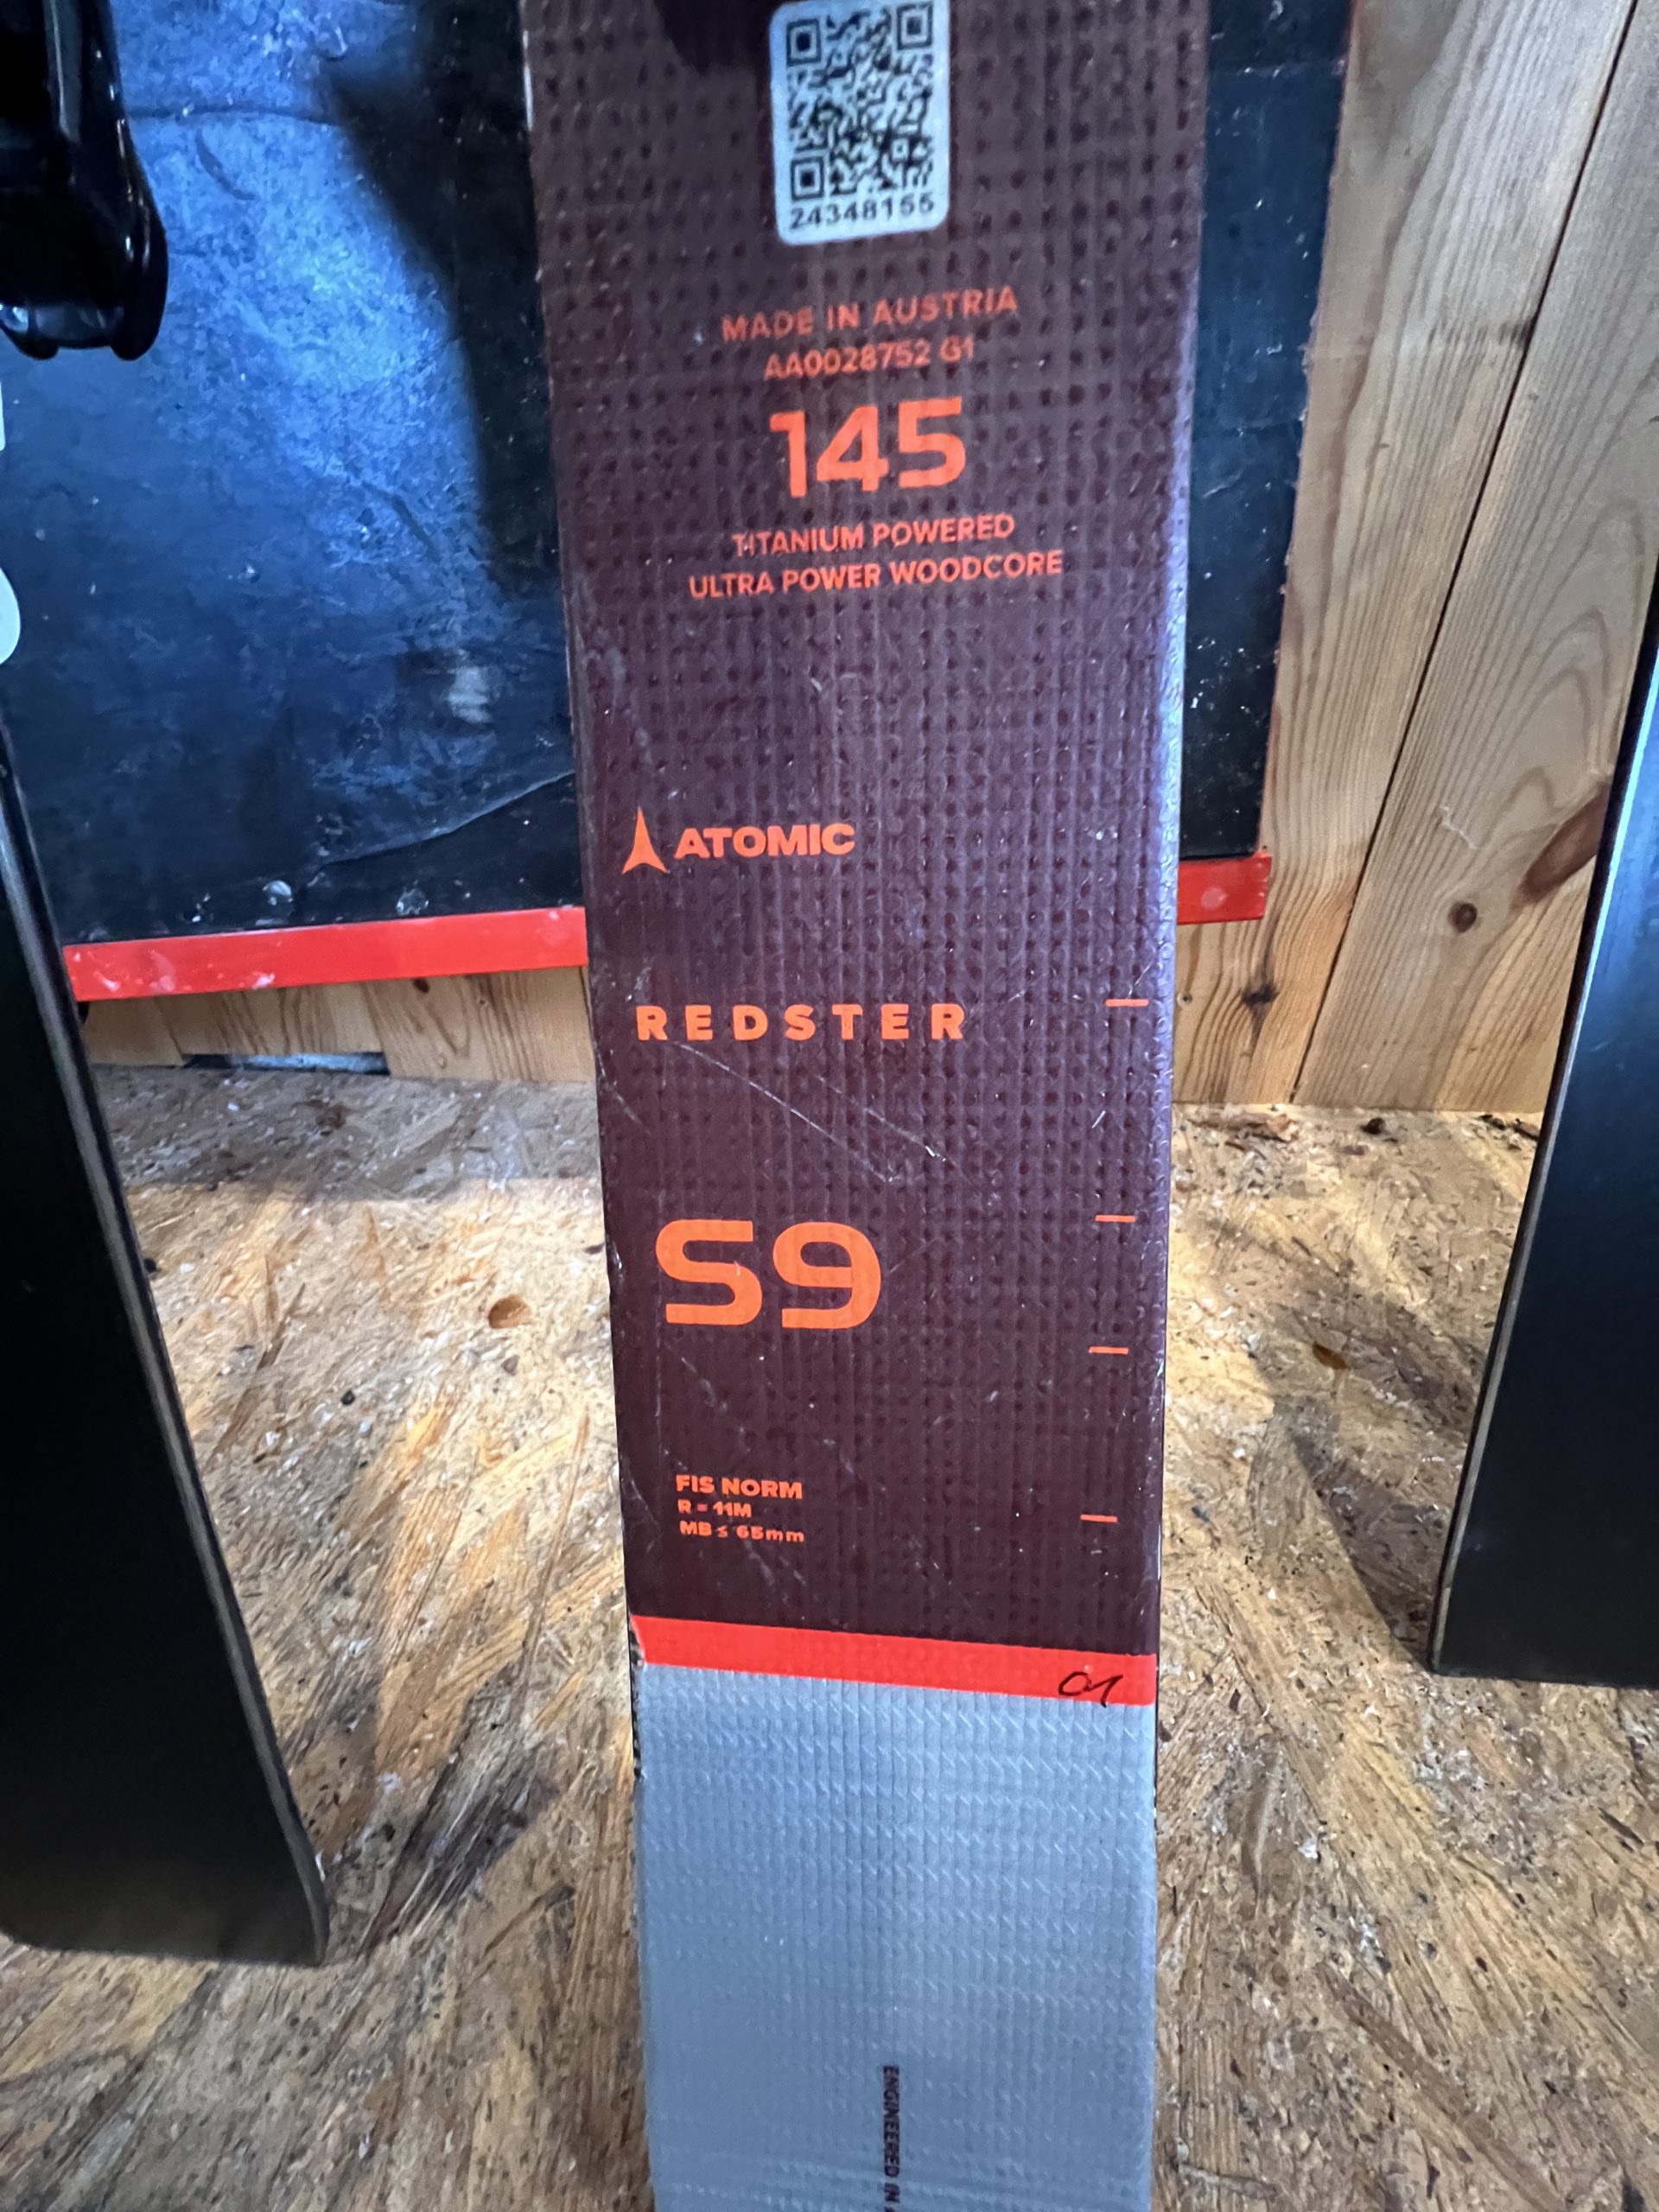 24348155
MADE IN AUSTRIA
AA0028752 G1
145
TITANIUM POWERED
ULTRA POWER WOODCORE
ATOMIC
REDSTER
S9
FIS NORM
R = 11M
MB ≤ 65mm
01
ENGINEERED IN